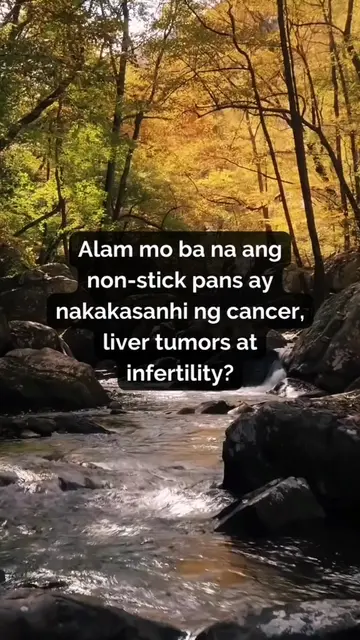 Alam mo ba na ang
non-stick pans ay
nakakasanhi ng cancer,
liver tumors at
infertility?